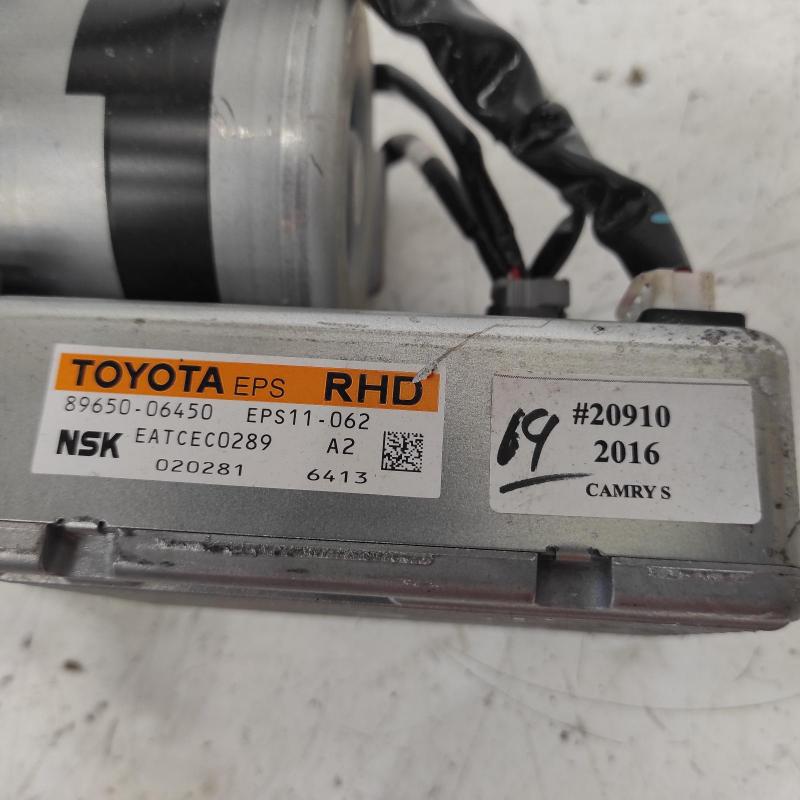 TOYOTA EPS RHD
89650-06450 EPS11-062
NSK EATCEC0289 A2
020281 6413
69
#20910
2016
CAMRY S